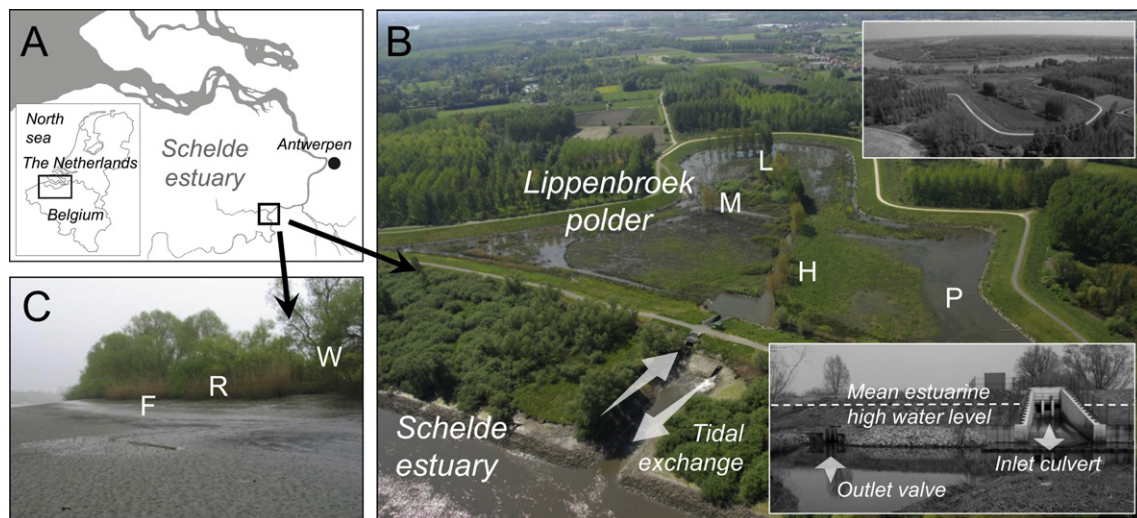 A
North
sea
The Netherlands
Belgium
Schelde
estuary
Antwerpen
B
Lippenbroek
polder
L
M
H
P
Schelde
estuary
Tidal
exchange
Mean estuarine
high water level
Inlet culvert
Outlet valve
C
F
R
W